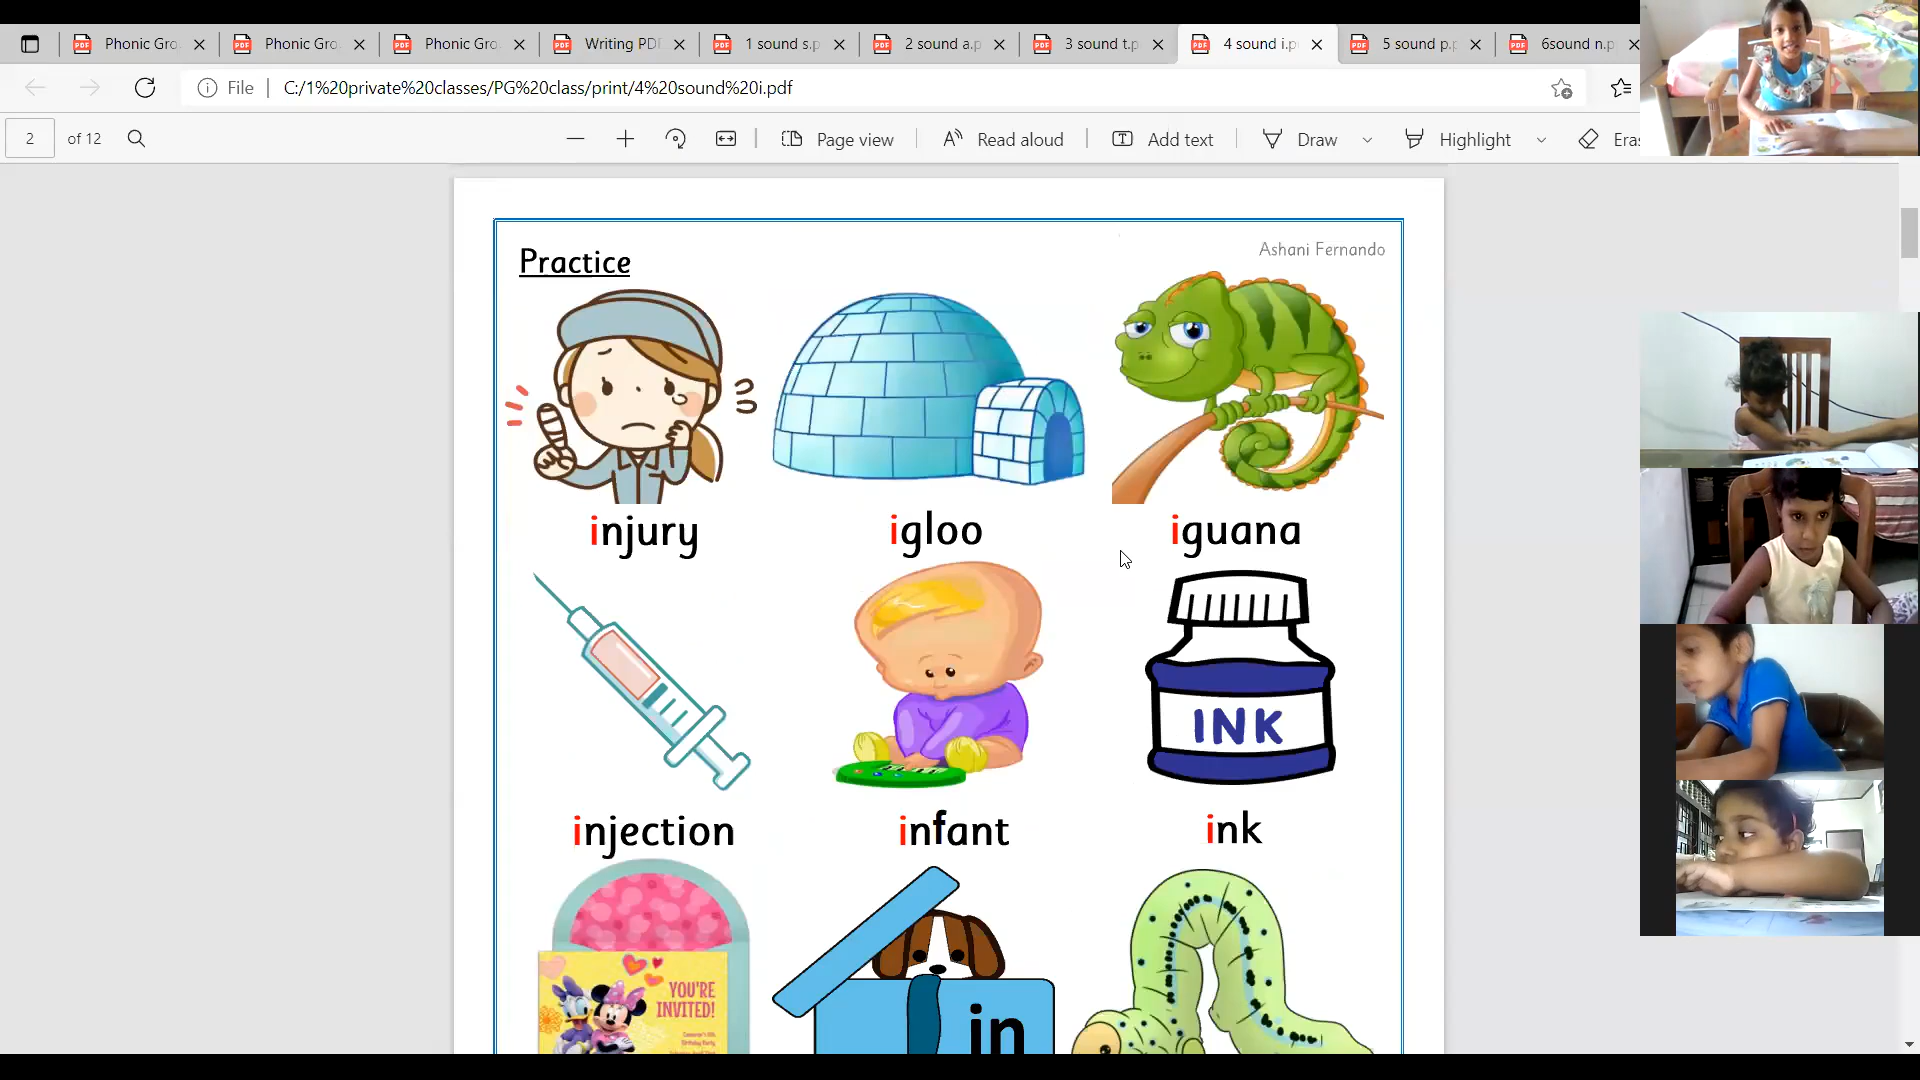 Phonic Gro
Phonic Gro
Phonic Gro
Writing PDF
1 sound s.p
2 sound a.p
3 sound t.p
4 sound i.p
5 sound p.p
6sound n.p
File
C:/1%20private%20classes/PG%20class/print/4%20sound%20i.pdf
2 of 12
Page view
Read aloud
Add text
Draw
Highlight
Eras
Ashani Fernando
Practice
injury igloo iguana
INK
injection infant ink
YOU'RE
INVITED!
in